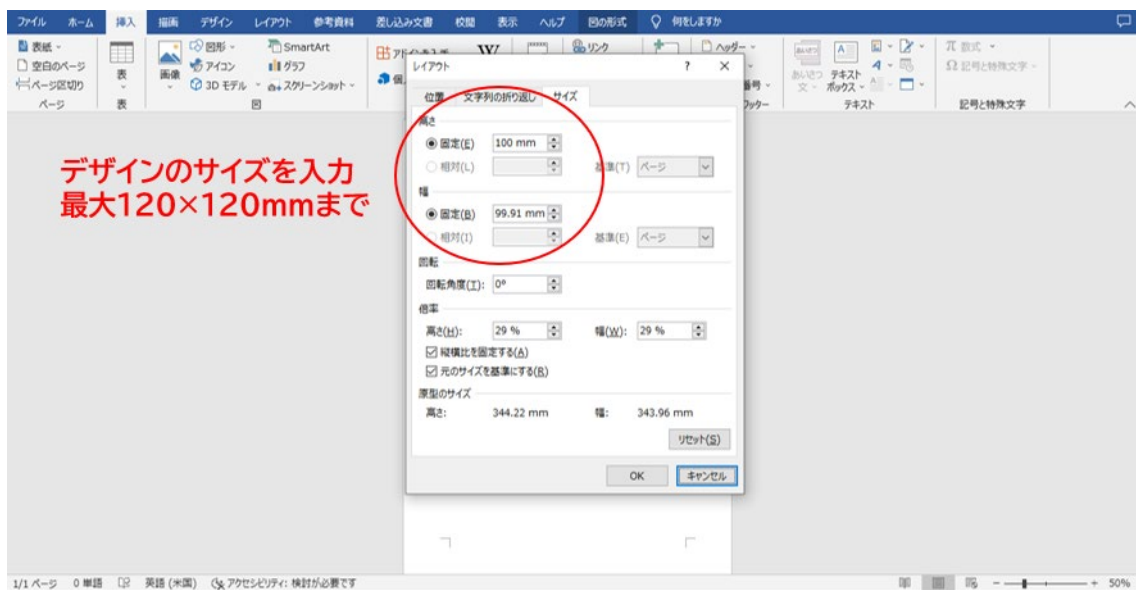 ファイル ホーム 挿入 描画 デザイン レイアウト 参考資料 差し込み文書 校閲 表示 ヘルプ 図の形式 何をしますか
表紙
空白のページ
ページ区切り
ページ
表
表
画像
図形
アイコン
3D モデル
SmartArt
グラフ
スクリーンショット
図
W
リンク
ヘッダー
あいさつ
文
テキスト
ボックス
テキスト
数式
記号と特殊文字
記号と特殊文字
デザインのサイズを入力
最大120×120mmまで
レイアウト ? ×
位置 文字列の折り返し サイズ
高さ
固定(E) 100 mm
相対(L) 基準(T) ページ
幅
固定(B) 99.91 mm
相対(I) 基準(E) ページ
回転
回転角度(I): 0°
倍率
高さ(H): 29 % 幅(W): 29 %
縦横比を固定する(A)
元のサイズを基準にする(R)
原型のサイズ
高さ: 344.22 mm 幅: 343.96 mm
リセット(S)
OK キャンセル
1/1 ページ 0 単語 英語 (米国) アクセシビリティ: 検討が必要です 50%